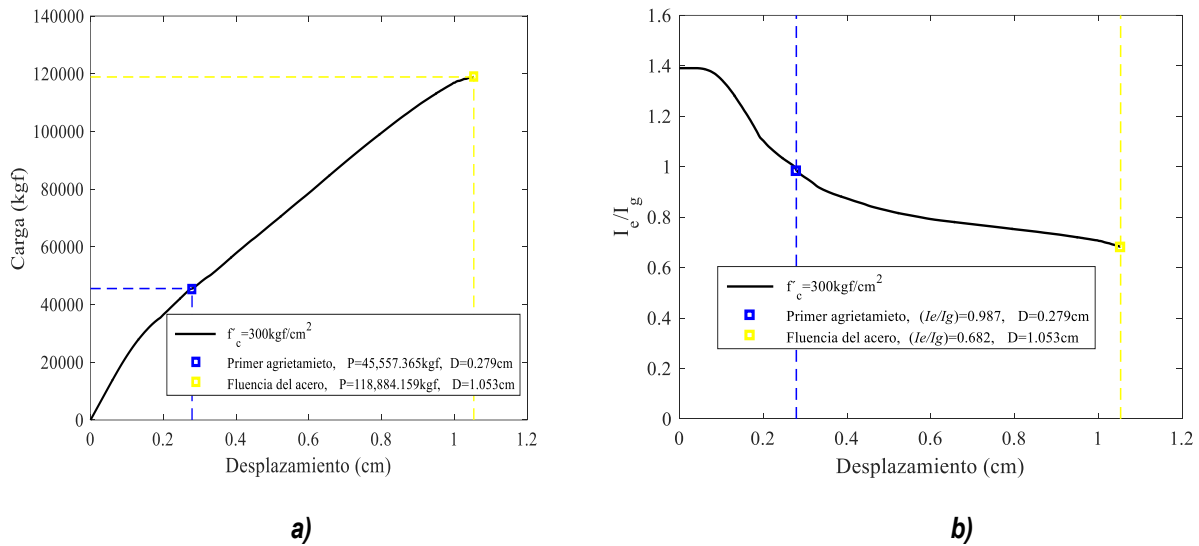 140000
120000
100000
80000
60000
40000
20000
0
Carga (kgf)
f´c=300kgf/cm2
Primer agrietamieto, P=45,557.365kgf, D=0.279cm
Fluencia del acero, P=118,884.159kgf, D=1.053cm
0 0.2 0.4 0.6 0.8 1 1.2
Desplazamiento (cm)
a)
1.6
1.4
1.2
1
0.8
0.6
0.4
0.2
0
Ie/Ig
f´c=300kgf/cm2
Primer agrietamieto, (Ie/Ig)=0.987, D=0.279cm
Fluencia del acero, (Ie/Ig)=0.682, D=1.053cm
0 0.2 0.4 0.6 0.8 1 1.2
Desplazamiento (cm)
b)